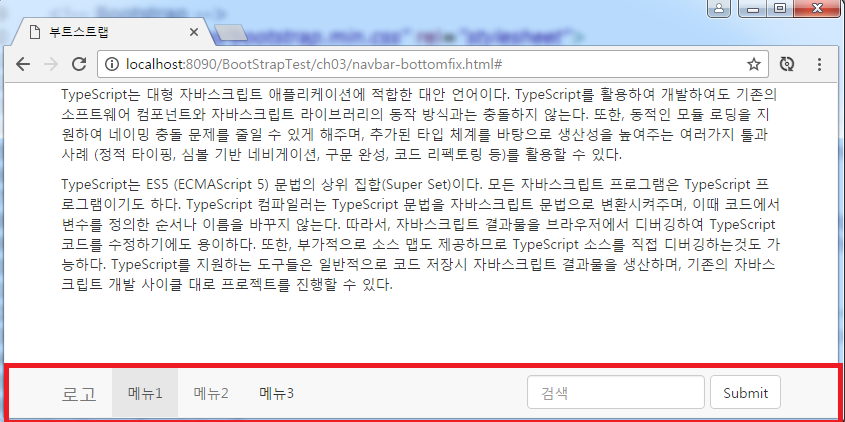 <!-- Bootstrap -->
bootstrap.min.css" rel="stylesheet">
부트스트랩
localhost:8090/BootStrapTest/ch03/navbar-bottomfix.html#
TypeScript는 대형 자바스크립트 애플리케이션에 적합한 대안 언어이다. TypeScript를 활용하여 개발하여도 기존의
소프트웨어 컴포넌트와 자바스크립트 라이브러리의 동작 방식과는 충돌하지 않는다. 또한, 동적인 모듈 로딩을 지
원하여 네이밍 충돌 문제를 줄일 수 있게 해주며, 추가된 타입 체계를 바탕으로 생산성을 높여주는 여러가지 툴과
사례 (정적 타이핑, 심볼 기반 네비게이션, 구문 완성, 코드 리펙토링 등)를 활용할 수 있다.
TypeScript는 ES5 (ECMAScript 5) 문법의 상위 집합(Super Set)이다. 모든 자바스크립트 프로그램은 TypeScript 프
로그램이기도 하다. TypeScript 컴파일러는 TypeScript 문법을 자바스크립트 문법으로 변환시켜주며, 이때 코드에서
변수를 정의한 순서나 이름을 바꾸지 않는다. 따라서, 자바스크립트 결과물을 브라우저에서 디버깅하여 TypeScript
코드를 수정하기에도 용이하다. 또한, 부가적으로 소스 맵도 제공하므로 TypeScript 소스를 직접 디버깅하는것도 가
능하다. TypeScript를 지원하는 도구들은 일반적으로 코드 저장시 자바스크립트 결과물을 생산하며, 기존의 자바스
크립트 개발 사이클 대로 프로젝트를 진행할 수 있다.
로고 메뉴1 메뉴2 메뉴3 검색 Submit